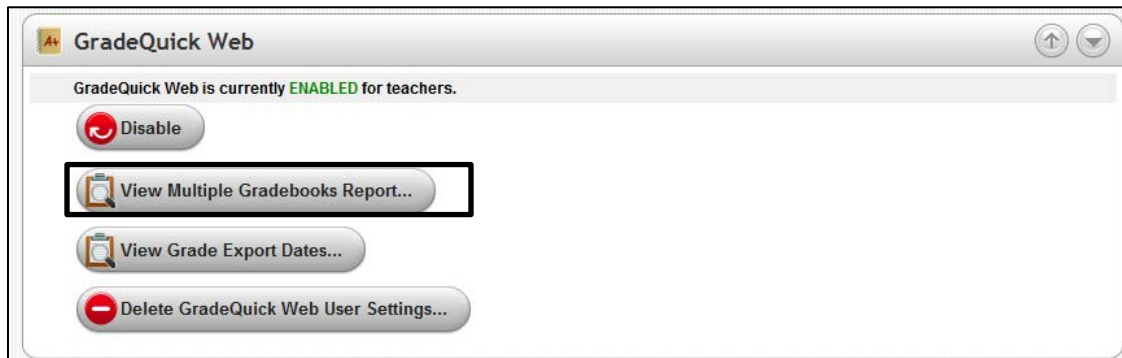 A+ GradeQuick Web
GradeQuick Web is currently ENABLED for teachers.
Disable
View Multiple Gradebooks Report...
View Grade Export Dates...
Delete GradeQuick Web User Settings...